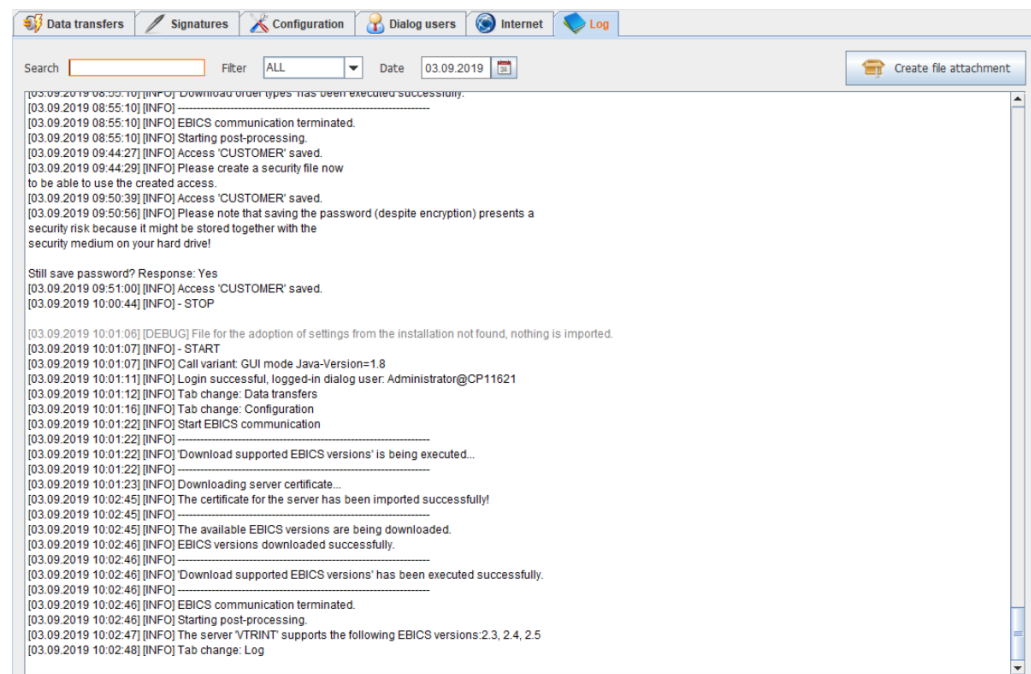 Data transfers Signatures Configuration Dialog users Internet Log
Search Filter ALL Date 03.09.2019 Create file attachment
[03.09.2019 08:55:10] [INFO] 'Download order types' has been executed successfully.
[03.09.2019 08:55:10] [INFO] -------------------------------------------------------------------
[03.09.2019 08:55:10] [INFO] EBICS communication terminated.
[03.09.2019 08:55:10] [INFO] Starting post-processing.
[03.09.2019 09:44:27] [INFO] Access 'CUSTOMER' saved.
[03.09.2019 09:44:29] [INFO] Please create a security file now
to be able to use the created access.
[03.09.2019 09:50:39] [INFO] Access 'CUSTOMER' saved.
[03.09.2019 09:50:56] [INFO] Please note that saving the password (despite encryption) presents a
security risk because it might be stored together with the
security medium on your hard drive!
Still save password? Response: Yes
[03.09.2019 09:51:00] [INFO] Access 'CUSTOMER' saved.
[03.09.2019 10:00:44] [INFO] - STOP
[03.09.2019 10:01:06] [DEBUG] File for the adoption of settings from the installation not found, nothing is imported.
[03.09.2019 10:01:07] [INFO] - START
[03.09.2019 10:01:07] [INFO] Call variant: GUI mode Java-Version=1.8
[03.09.2019 10:01:11] [INFO] Login successful, logged-in dialog user: Administrator@CP11621
[03.09.2019 10:01:12] [INFO] Tab change: Data transfers
[03.09.2019 10:01:16] [INFO] Tab change: Configuration
[03.09.2019 10:01:22] [INFO] Start EBICS communication
[03.09.2019 10:01:22] [INFO] -------------------------------------------------------------------
[03.09.2019 10:01:22] [INFO] 'Download supported EBICS versions' is being executed...
[03.09.2019 10:01:22] [INFO] -------------------------------------------------------------------
[03.09.2019 10:01:23] [INFO] Downloading server certificate...
[03.09.2019 10:02:45] [INFO] The certificate for the server has been imported successfully!
[03.09.2019 10:02:45] [INFO] -------------------------------------------------------------------
[03.09.2019 10:02:45] [INFO] The available EBICS versions are being downloaded.
[03.09.2019 10:02:46] [INFO] EBICS versions downloaded successfully.
[03.09.2019 10:02:46] [INFO] -------------------------------------------------------------------
[03.09.2019 10:02:46] [INFO] 'Download supported EBICS versions' has been executed successfully.
[03.09.2019 10:02:46] [INFO] -------------------------------------------------------------------
[03.09.2019 10:02:46] [INFO] EBICS communication terminated.
[03.09.2019 10:02:46] [INFO] Starting post-processing.
[03.09.2019 10:02:47] [INFO] The server 'VTRINT' supports the following EBICS versions:2.3, 2.4, 2.5
[03.09.2019 10:02:48] [INFO] Tab change: Log